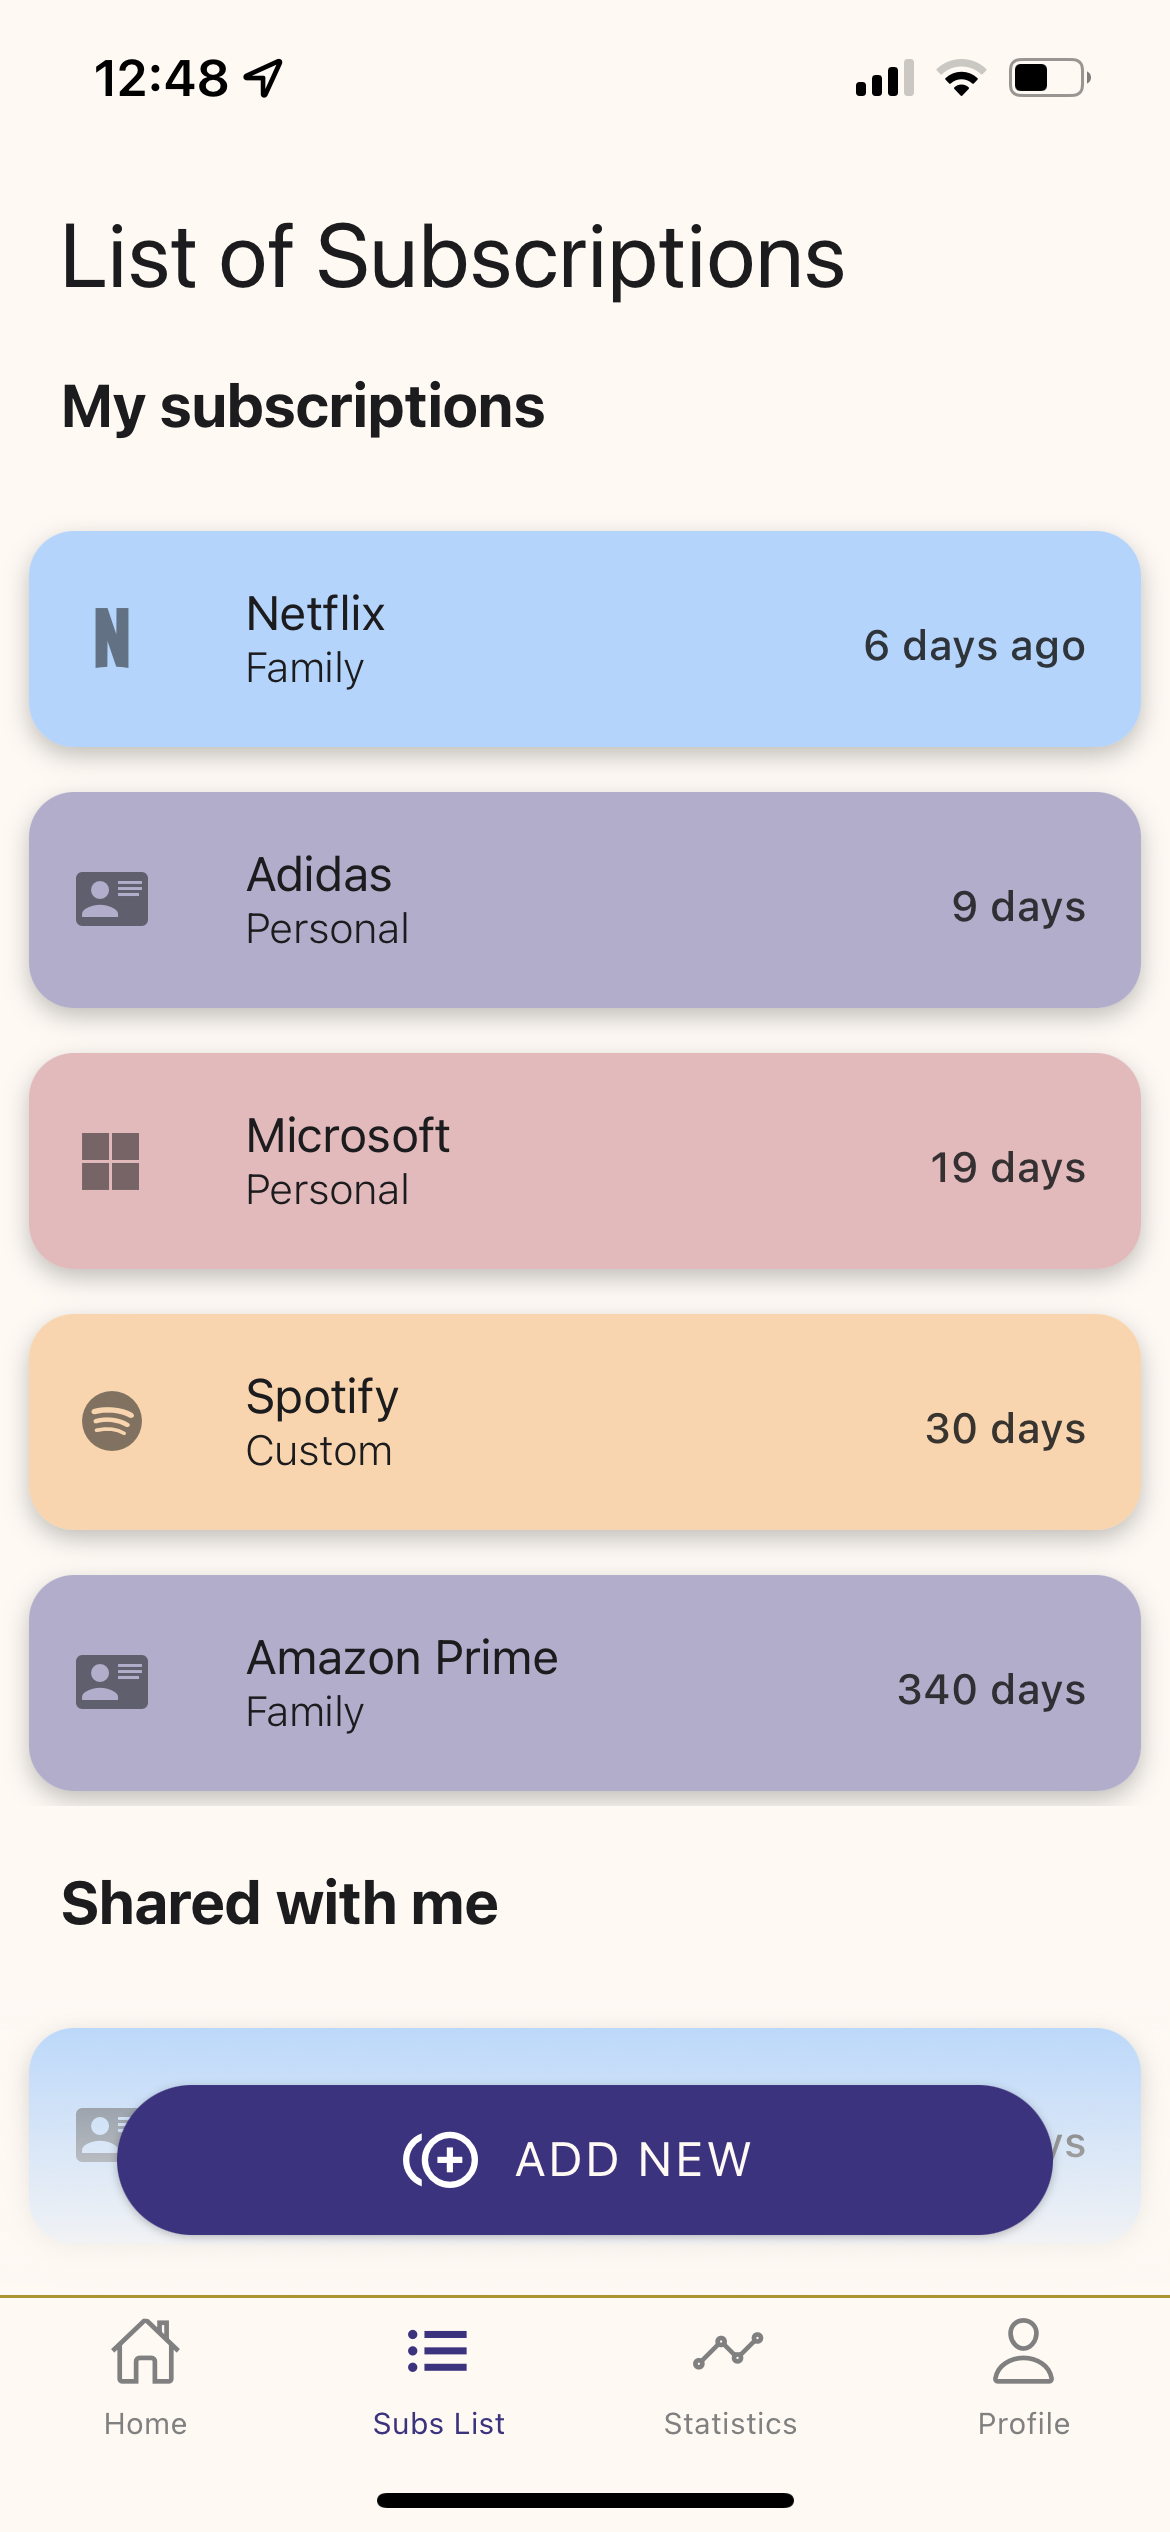 12:48
List of Subscriptions
My subscriptions
Netflix
Family
6 days ago
Adidas
Personal
9 days
Microsoft
Personal
19 days
Spotify
Custom
30 days
Amazon Prime
Family
340 days
Shared with me
ADD NEW
Home
Subs List
Statistics
Profile